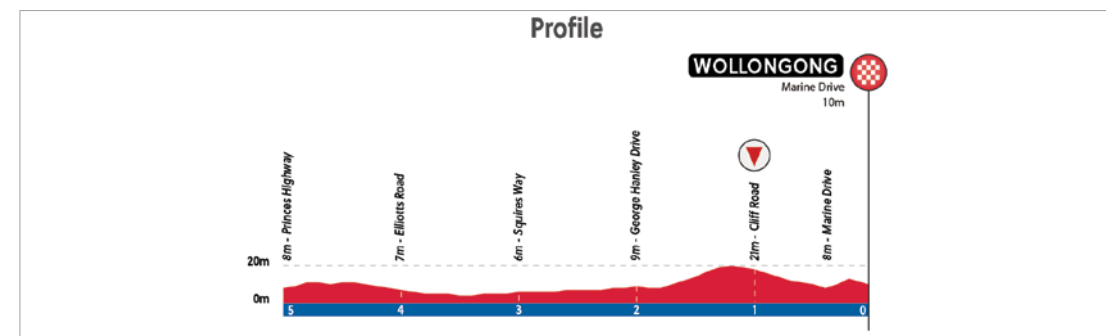 Profile
WOLLONGONG
Marine Drive
10m
8m - Princes Highway
7m - Elliotts Road
6m - Squires Way
9m - George Hanley Drive
21m - Cliff Road
8m - Marine Drive
20m
0m
5 4 3 2 1 0